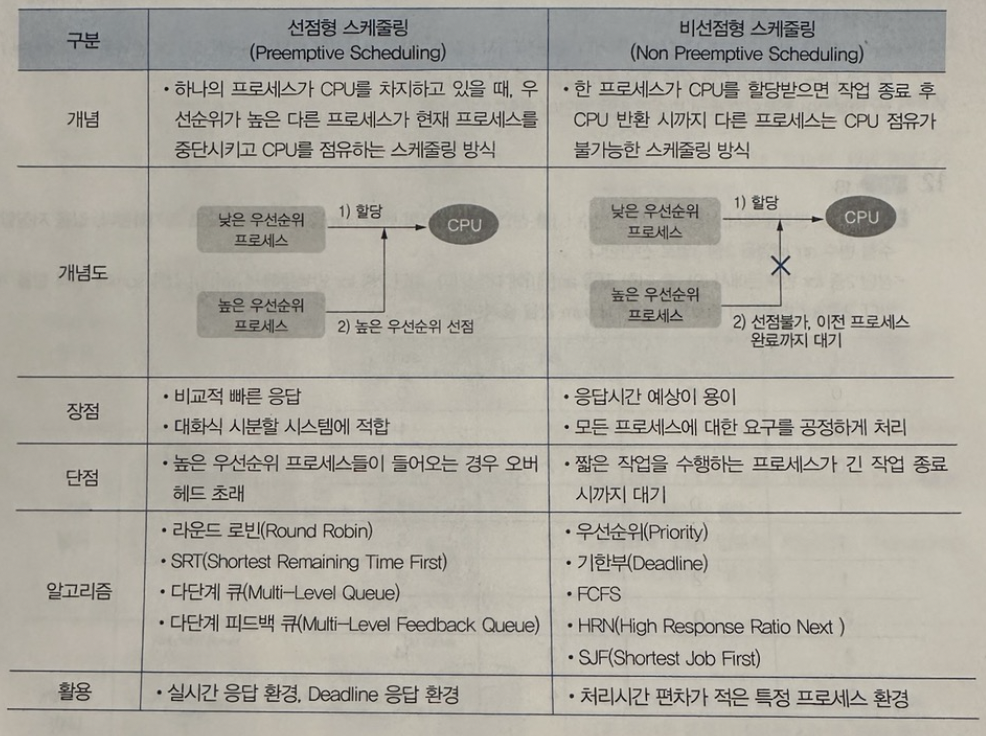 구분
선점형 스케줄링
(Preemptive Scheduling)
비선점형 스케줄링
(Non Preemptive Scheduling)
개념
• 하나의 프로세스가 CPU를 차지하고 있을 때, 우
선순위가 높은 다른 프로세스가 현재 프로세스를
중단시키고 CPU를 점유하는 스케줄링 방식
• 한 프로세스가 CPU를 할당받으면 작업 종료 후
CPU 반환 시까지 다른 프로세스는 CPU 점유가
불가능한 스케줄링 방식
개념도
낮은 우선순위
프로세스
1) 할당
CPU
높은 우선순위
프로세스
2) 높은 우선순위 선점
낮은 우선순위
프로세스
1) 할당
CPU
높은 우선순위
프로세스
2) 선점불가, 이전 프로세스
완료까지 대기
장점
• 비교적 빠른 응답
• 대화식 시분할 시스템에 적합
• 응답시간 예상이 용이
• 모든 프로세스에 대한 요구를 공정하게 처리
단점
• 높은 우선순위 프로세스들이 들어오는 경우 오버
헤드 초래
• 짧은 작업을 수행하는 프로세스가 긴 작업 종료
시까지 대기
알고리즘
• 라운드 로빈(Round Robin)
• SRT(Shortest Remaining Time First)
• 다단계 큐(Multi-Level Queue)
• 다단계 피드백 큐(Multi-Level Feedback Queue)
• 우선순위(Priority)
• 기한부(Deadline)
• FCFS
• HRN(High Response Ratio Next )
• SJF(Shortest Job First)
활용
• 실시간 응답 환경, Deadline 응답 환경
• 처리시간 편차가 적은 특정 프로세스 환경